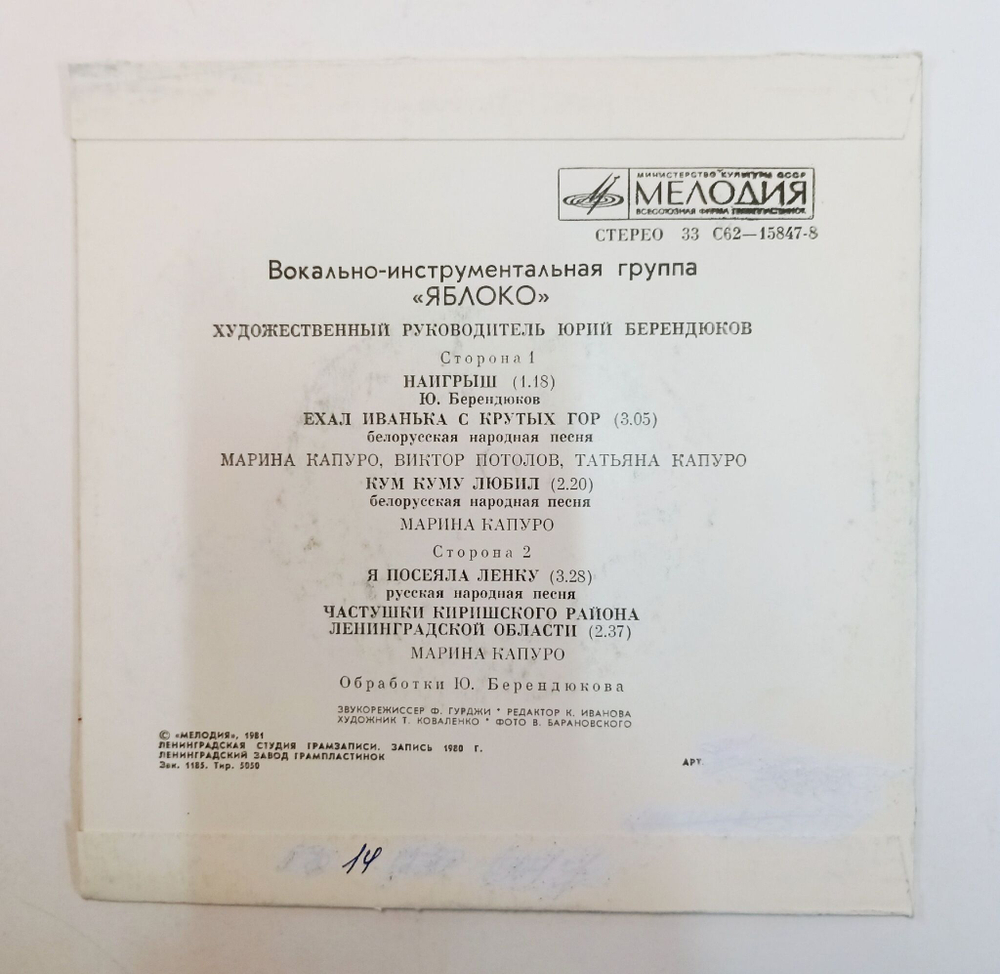 МИНИСТЕРСТВО КУЛЬТУРЫ СССР
МЕЛОДИЯ
ВСЕСОЮЗНАЯ ФИРМА ГРАМПЛАСТИНОК
СТЕРЕО 33 С62—15847-8
Вокально-инструментальная группа
«ЯБЛОКО»
ХУДОЖЕСТВЕННЫЙ РУКОВОДИТЕЛЬ ЮРИЙ БЕРЕНДЮКОВ
Сторона 1
НАИГРЫШ (1.18)
Ю. Берендюков
ЕХАЛ ИВАНЬКА С КРУТЫХ ГОР (3.05)
белорусская народная песня
МАРИНА КАПУРО, ВИКТОР ПОТОЛОВ, ТАТЬЯНА КАПУРО
КУМ КУМУ ЛЮБИЛ (2.20)
белорусская народная песня
МАРИНА КАПУРО
Сторона 2
Я ПОСЕЯЛА ЛЕНКУ (3.28)
русская народная песня
ЧАСТУШКИ КИРИШСКОГО РАЙОНА
ЛЕНИНГРАДСКОЙ ОБЛАСТИ (2.37)
МАРИНА КАПУРО
Обработки Ю. Берендюкова
ЗВУКОРЕЖИССЕР Ф. ГУРДЖИ * РЕДАКТОР К. ИВАНОВА
ХУДОЖНИК Т. КОВАЛЕНКО * ФОТО В. БАРАНОВСКОГО
© «МЕЛОДИЯ», 1981
ЛЕНИНГРАДСКАЯ СТУДИЯ ГРАМЗАПИСИ. ЗАПИСЬ 1980 г.
ЛЕНИНГРАДСКИЙ ЗАВОД ГРАМПЛАСТИНОК
Зак. 1185. Тир. 5050
АРТ.
14